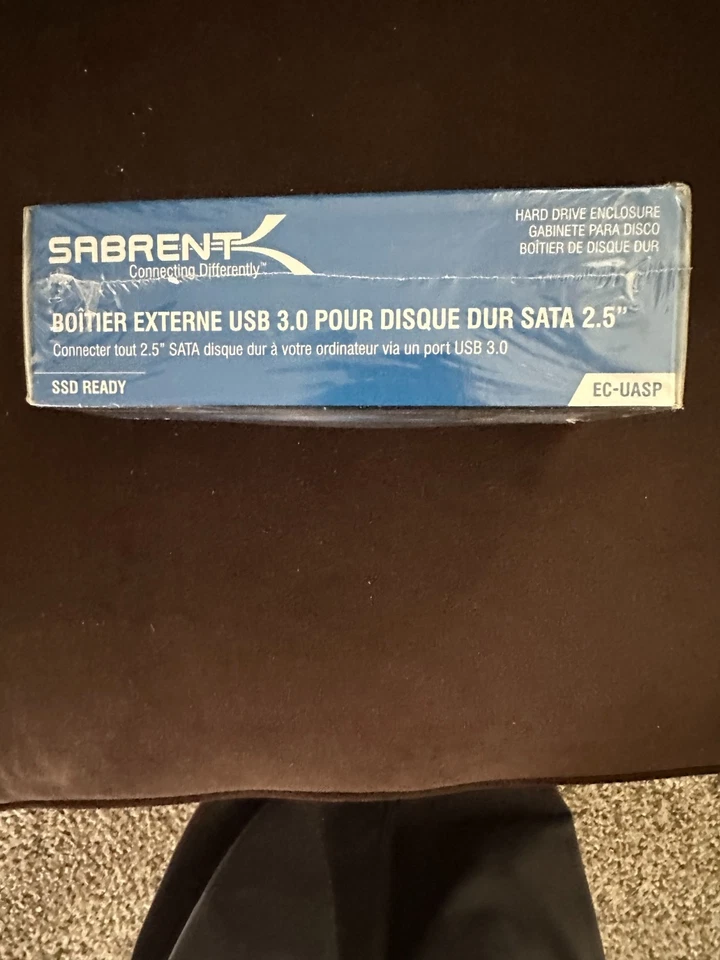 SABRENT
Connecting Differently™
HARD DRIVE ENCLOSURE
GABINETE PARA DISCO
BOÎTIER DE DISQUE DUR
BOÎTIER EXTERNE USB 3.0 POUR DISQUE DUR SATA 2.5”
Connecter tout 2.5" SATA disque dur à votre ordinateur via un port USB 3.0
SSD READY
EC-UASP